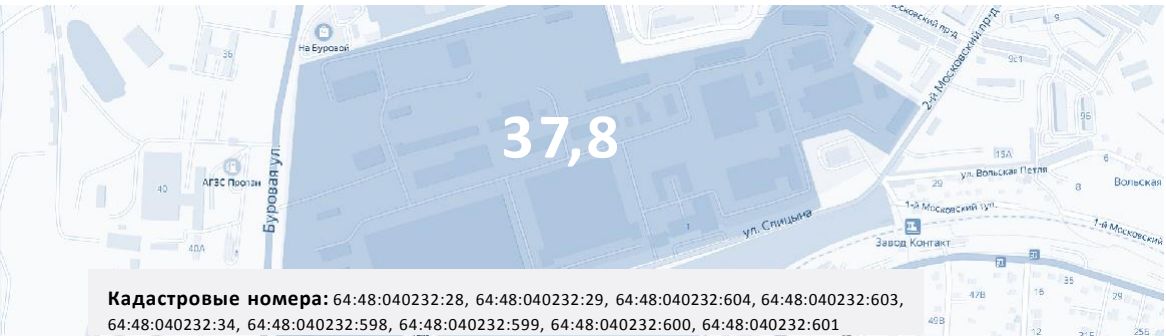 На Буровой
36
37,8
Московский пр-д
9
9с1
2-й Московский пр-д
96
15А
40
АГЗС Пропан
Буровая ул.
40А
29
ул. Вольская Петля
8
6
Вольская
1-й Московский туп.
1-й Московский
ул. Спицына
1
Завод Контакт
47В
16
35
29
49В
12
21Б
25Б
Кадастровые номера: 64:48:040232:28, 64:48:040232:29, 64:48:040232:604, 64:48:040232:603,
64:48:040232:34, 64:48:040232:598, 64:48:040232:599, 64:48:040232:600, 64:48:040232:601